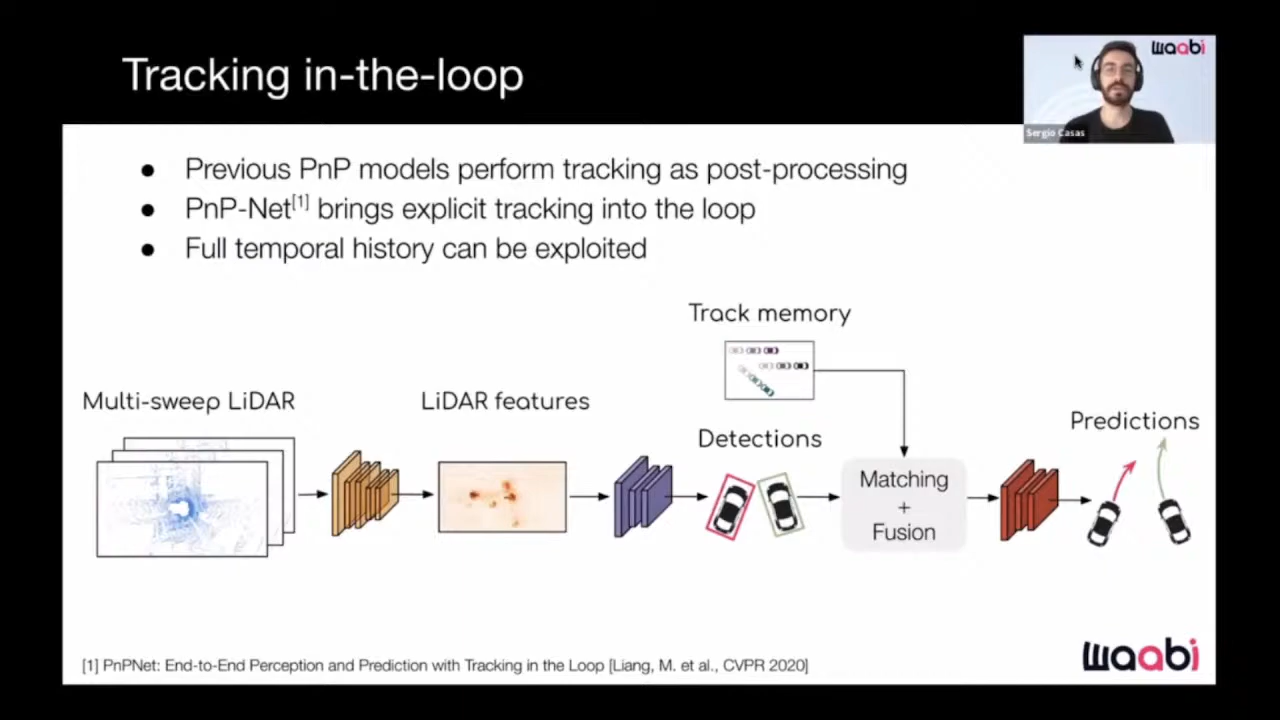 Tracking in-the-loop
waabi
Sergio Casas
● Previous PnP models perform tracking as post-processing
● PnP-Net[1] brings explicit tracking into the loop
● Full temporal history can be exploited
Track memory
Multi-sweep LiDAR
LiDAR features
Detections
Predictions
Matching
+
Fusion
[1] PnPNet: End-to-End Perception and Prediction with Tracking in the Loop [Liang, M. et al., CVPR 2020]
waabi